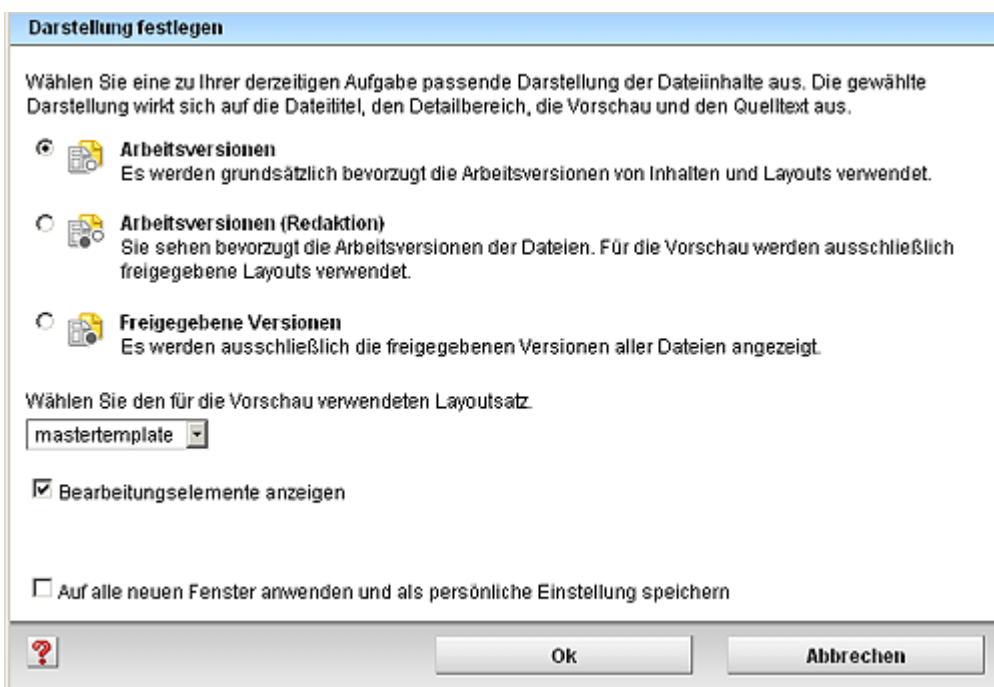 Darstellung festlegen
Wählen Sie eine zu Ihrer derzeitigen Aufgabe passende Darstellung der Dateiinhalte aus. Die gewählte
Darstellung wirkt sich auf die Dateititel, den Detailbereich, die Vorschau und den Quelltext aus.
Arbeitsversionen
Es werden grundsätzlich bevorzugt die Arbeitsversionen von Inhalten und Layouts verwendet.
Arbeitsversionen (Redaktion)
Sie sehen bevorzugt die Arbeitsversionen der Dateien. Für die Vorschau werden ausschließlich
freigegebene Layouts verwendet.
Freigegebene Versionen
Es werden ausschließlich die freigegebenen Versionen aller Dateien angezeigt.
Wählen Sie den für die Vorschau verwendeten Layoutsatz.
mastertemplate
Bearbeitungselemente anzeigen
Auf alle neuen Fenster anwenden und als persönliche Einstellung speichern
?
Ok
Abbrechen